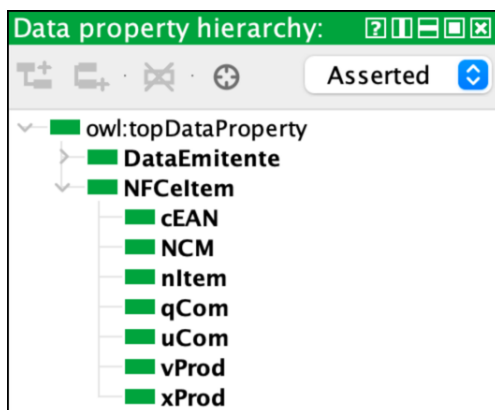 Data property hierarchy:
Asserted
owl:topDataProperty
DataEmitente
NFCeItem
cEAN
NCM
nItem
qCom
uCom
vProd
xProd